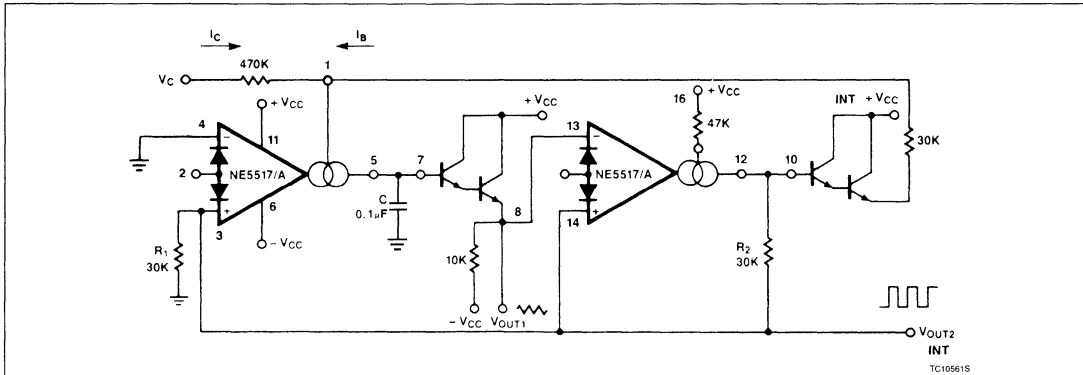 I_C
I_B
V_C
470K
1
+ V_CC
4
–
11
2
NE5517/A
5
7
6
+
3
R_1
30K
– V_CC
C
0.1μF
+ V_CC
8
10K
– V_CC
V_OUT1
13
–
NE5517/A
+
14
16
+ V_CC
47K
12
10
INT
+ V_CC
30K
R_2
30K
V_OUT2
INT
TC10561S